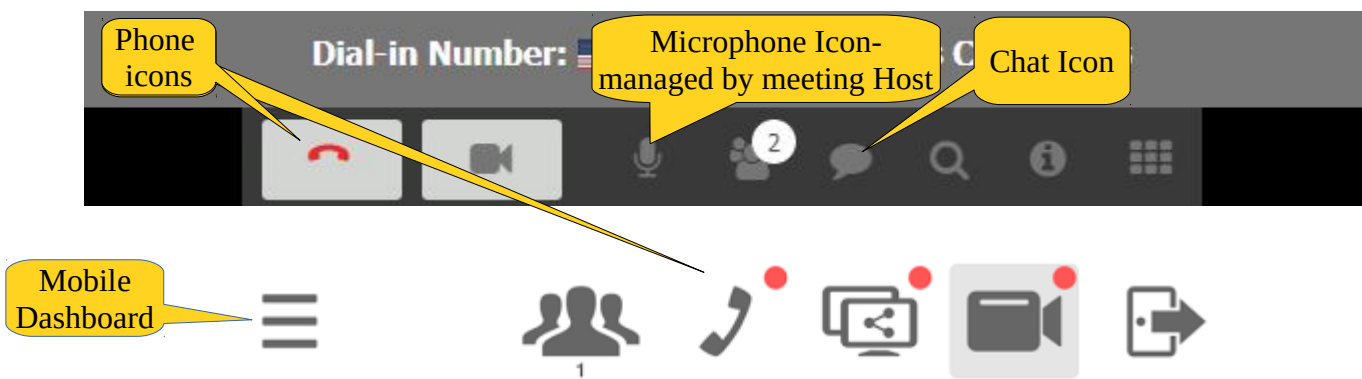 Phone
icons
Dial-in Number:
Microphone Icon-
managed by meeting Host
C
Chat Icon
2
Mobile
Dashboard
1